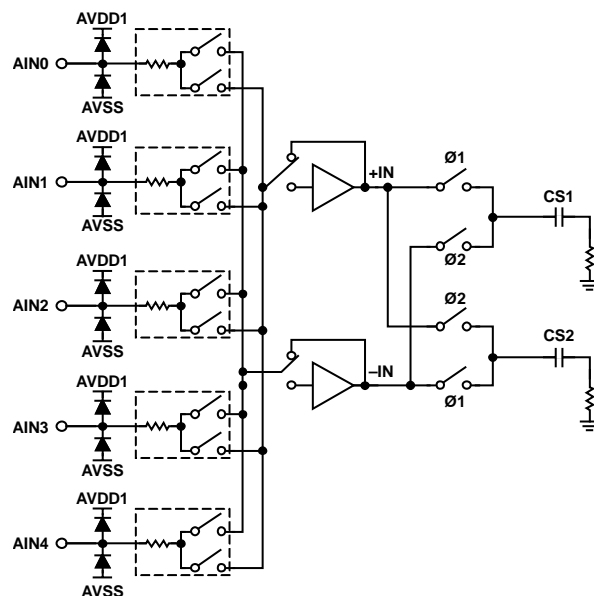 AVDD1
AIN0
AVSS
AVDD1
AIN1
AVSS
AVDD1
AIN2
AVSS
AVDD1
AIN3
AVSS
AVDD1
AIN4
AVSS
+IN
–IN
Ø1
Ø2
Ø2
Ø1
CS1
CS2